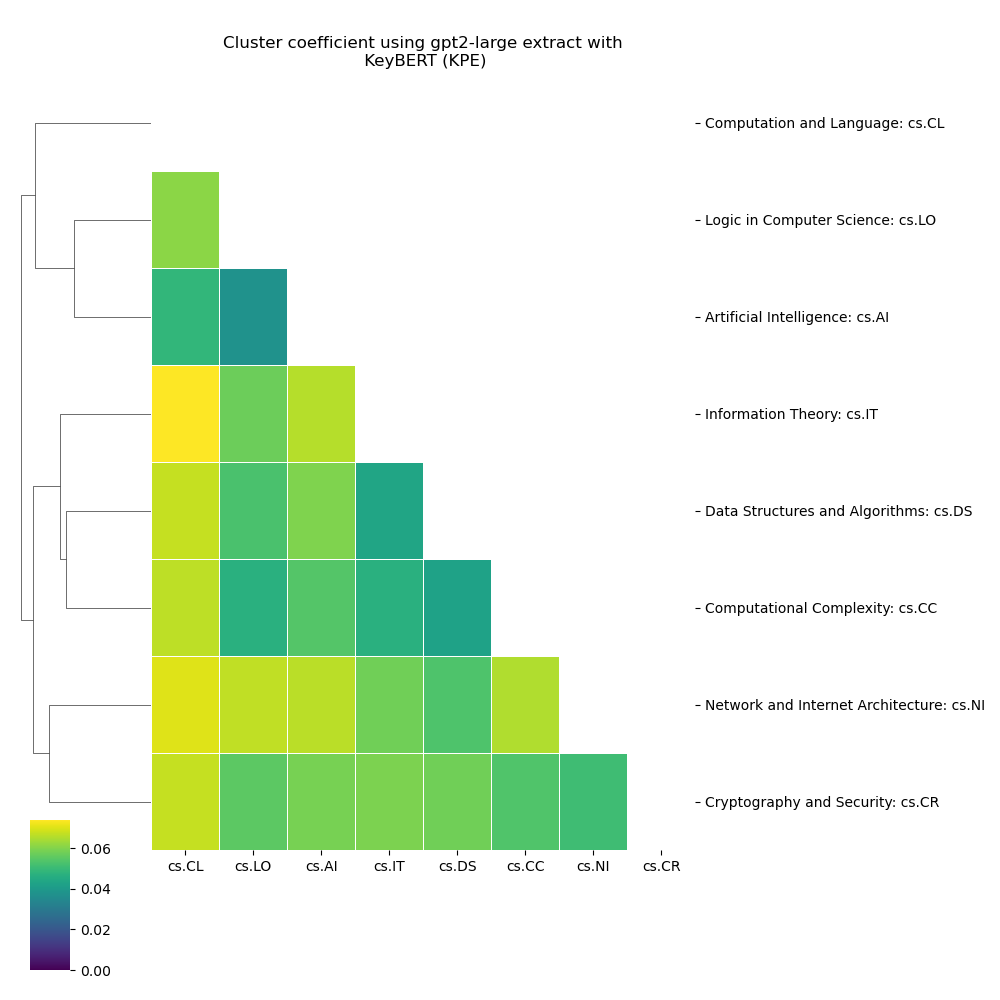 Cluster coefficient using gpt2-large extract with
KeyBERT (KPE)
Computation and Language: cs.CL
Logic in Computer Science: cs.LO
Artificial Intelligence: cs.AI
Information Theory: cs.IT
Data Structures and Algorithms: cs.DS
Computational Complexity: cs.CC
Network and Internet Architecture: cs.NI
Cryptography and Security: cs.CR
cs.CL cs.LO cs.AI cs.IT cs.DS cs.CC cs.NI cs.CR
0.06
0.04
0.02
0.00